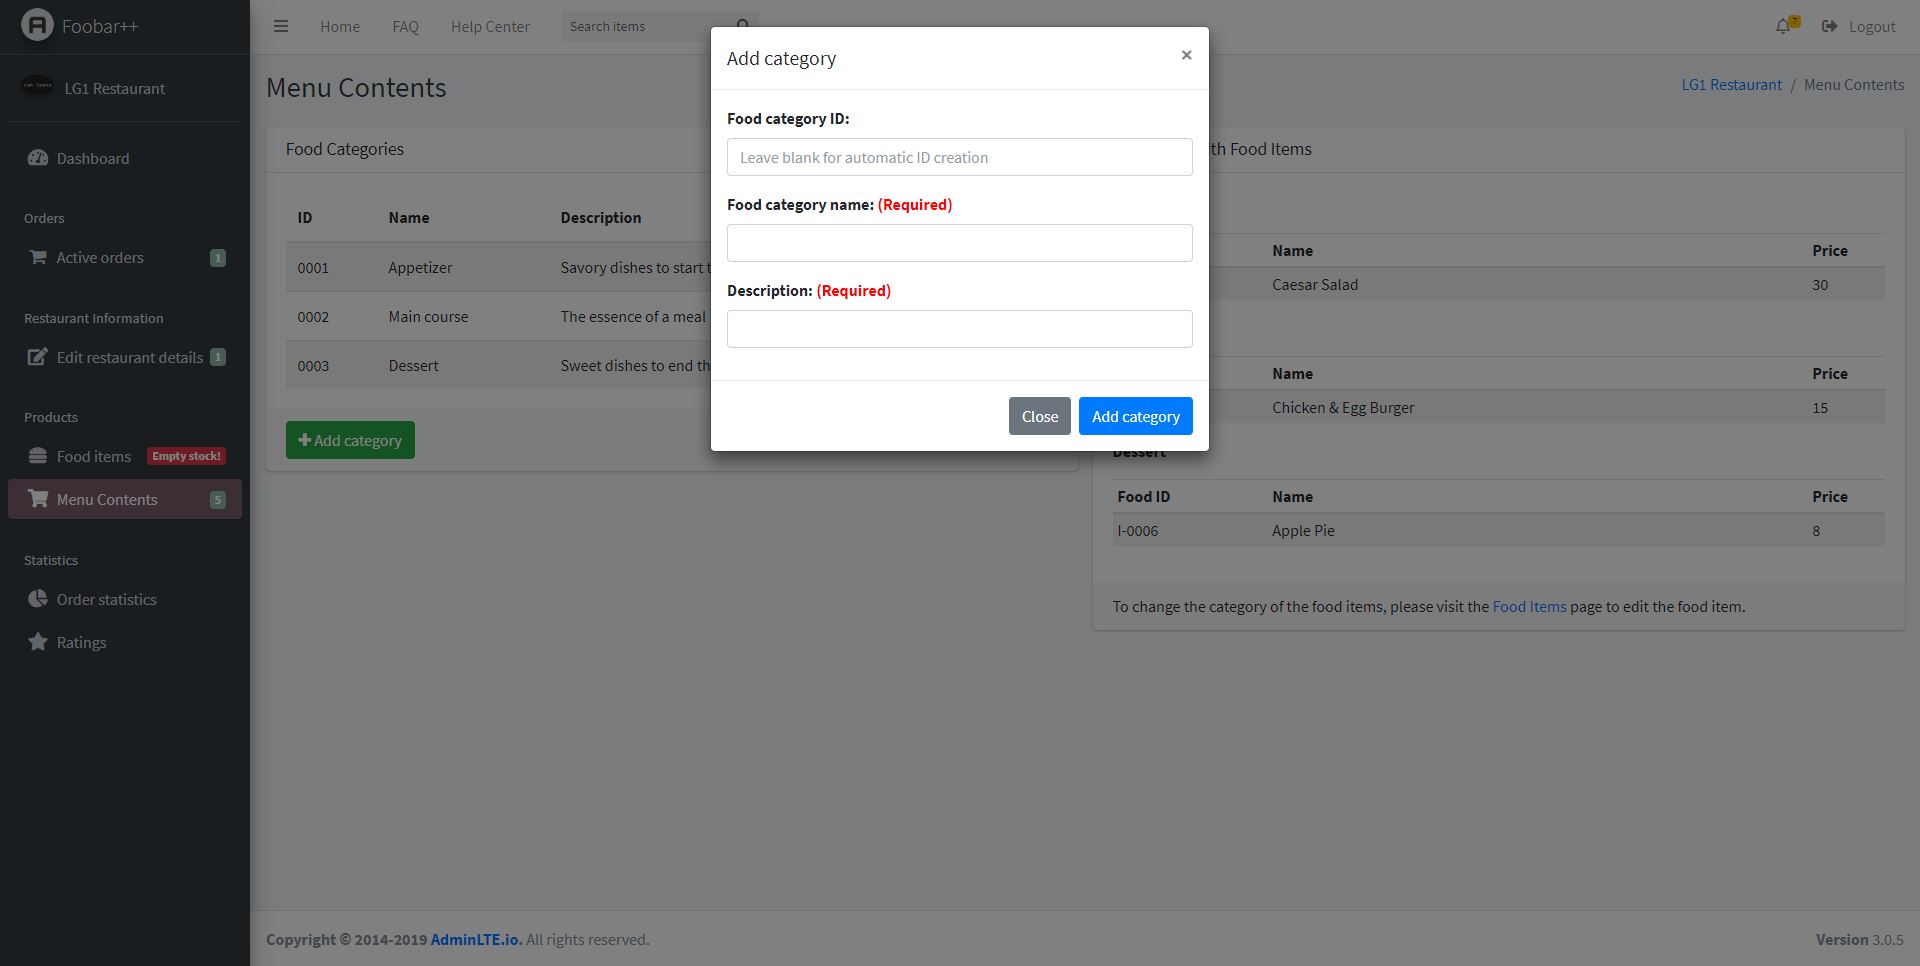 Foobar++
Home
FAQ
Help Center
Search items
7
Logout
LG1 Restaurant
Dashboard
Orders
Active orders 1
Restaurant Information
Edit restaurant details 1
Products
Food items Empty stock!
Menu Contents 5
Statistics
Order statistics
Ratings
Menu Contents
LG1 Restaurant / Menu Contents
Food Categories
ID Name Description
0001 Appetizer Savory dishes to start
0002 Main course The essence of a meal
0003 Dessert Sweet dishes to end
Add category
Add category ×
Food category ID:
Leave blank for automatic ID creation
Food category name: (Required)
Description: (Required)
Close Add category
Food Items
Name Price
Caesar Salad 30
Name Price
Chicken & Egg Burger 15
Dessert
Food ID Name Price
I-0006 Apple Pie 8
To change the category of the food items, please visit the Food Items page to edit the food item.
Copyright © 2014-2019 AdminLTE.io. All rights reserved.
Version 3.0.5